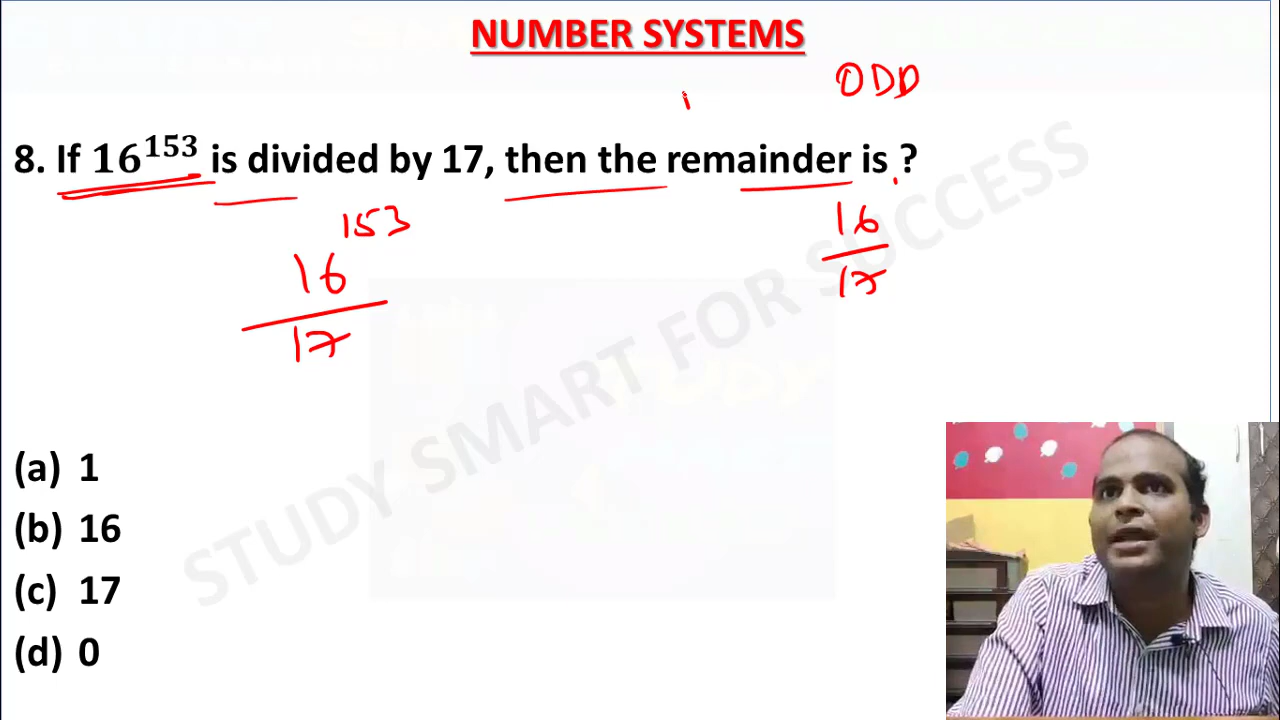 NUMBER SYSTEMS
ODD
8. If 16^153 is divided by 17, then the remainder is ?
153
16
17
16
17
(a) 1
(b) 16
(c) 17
(d) 0
STUDY SMART FOR SUCCESS